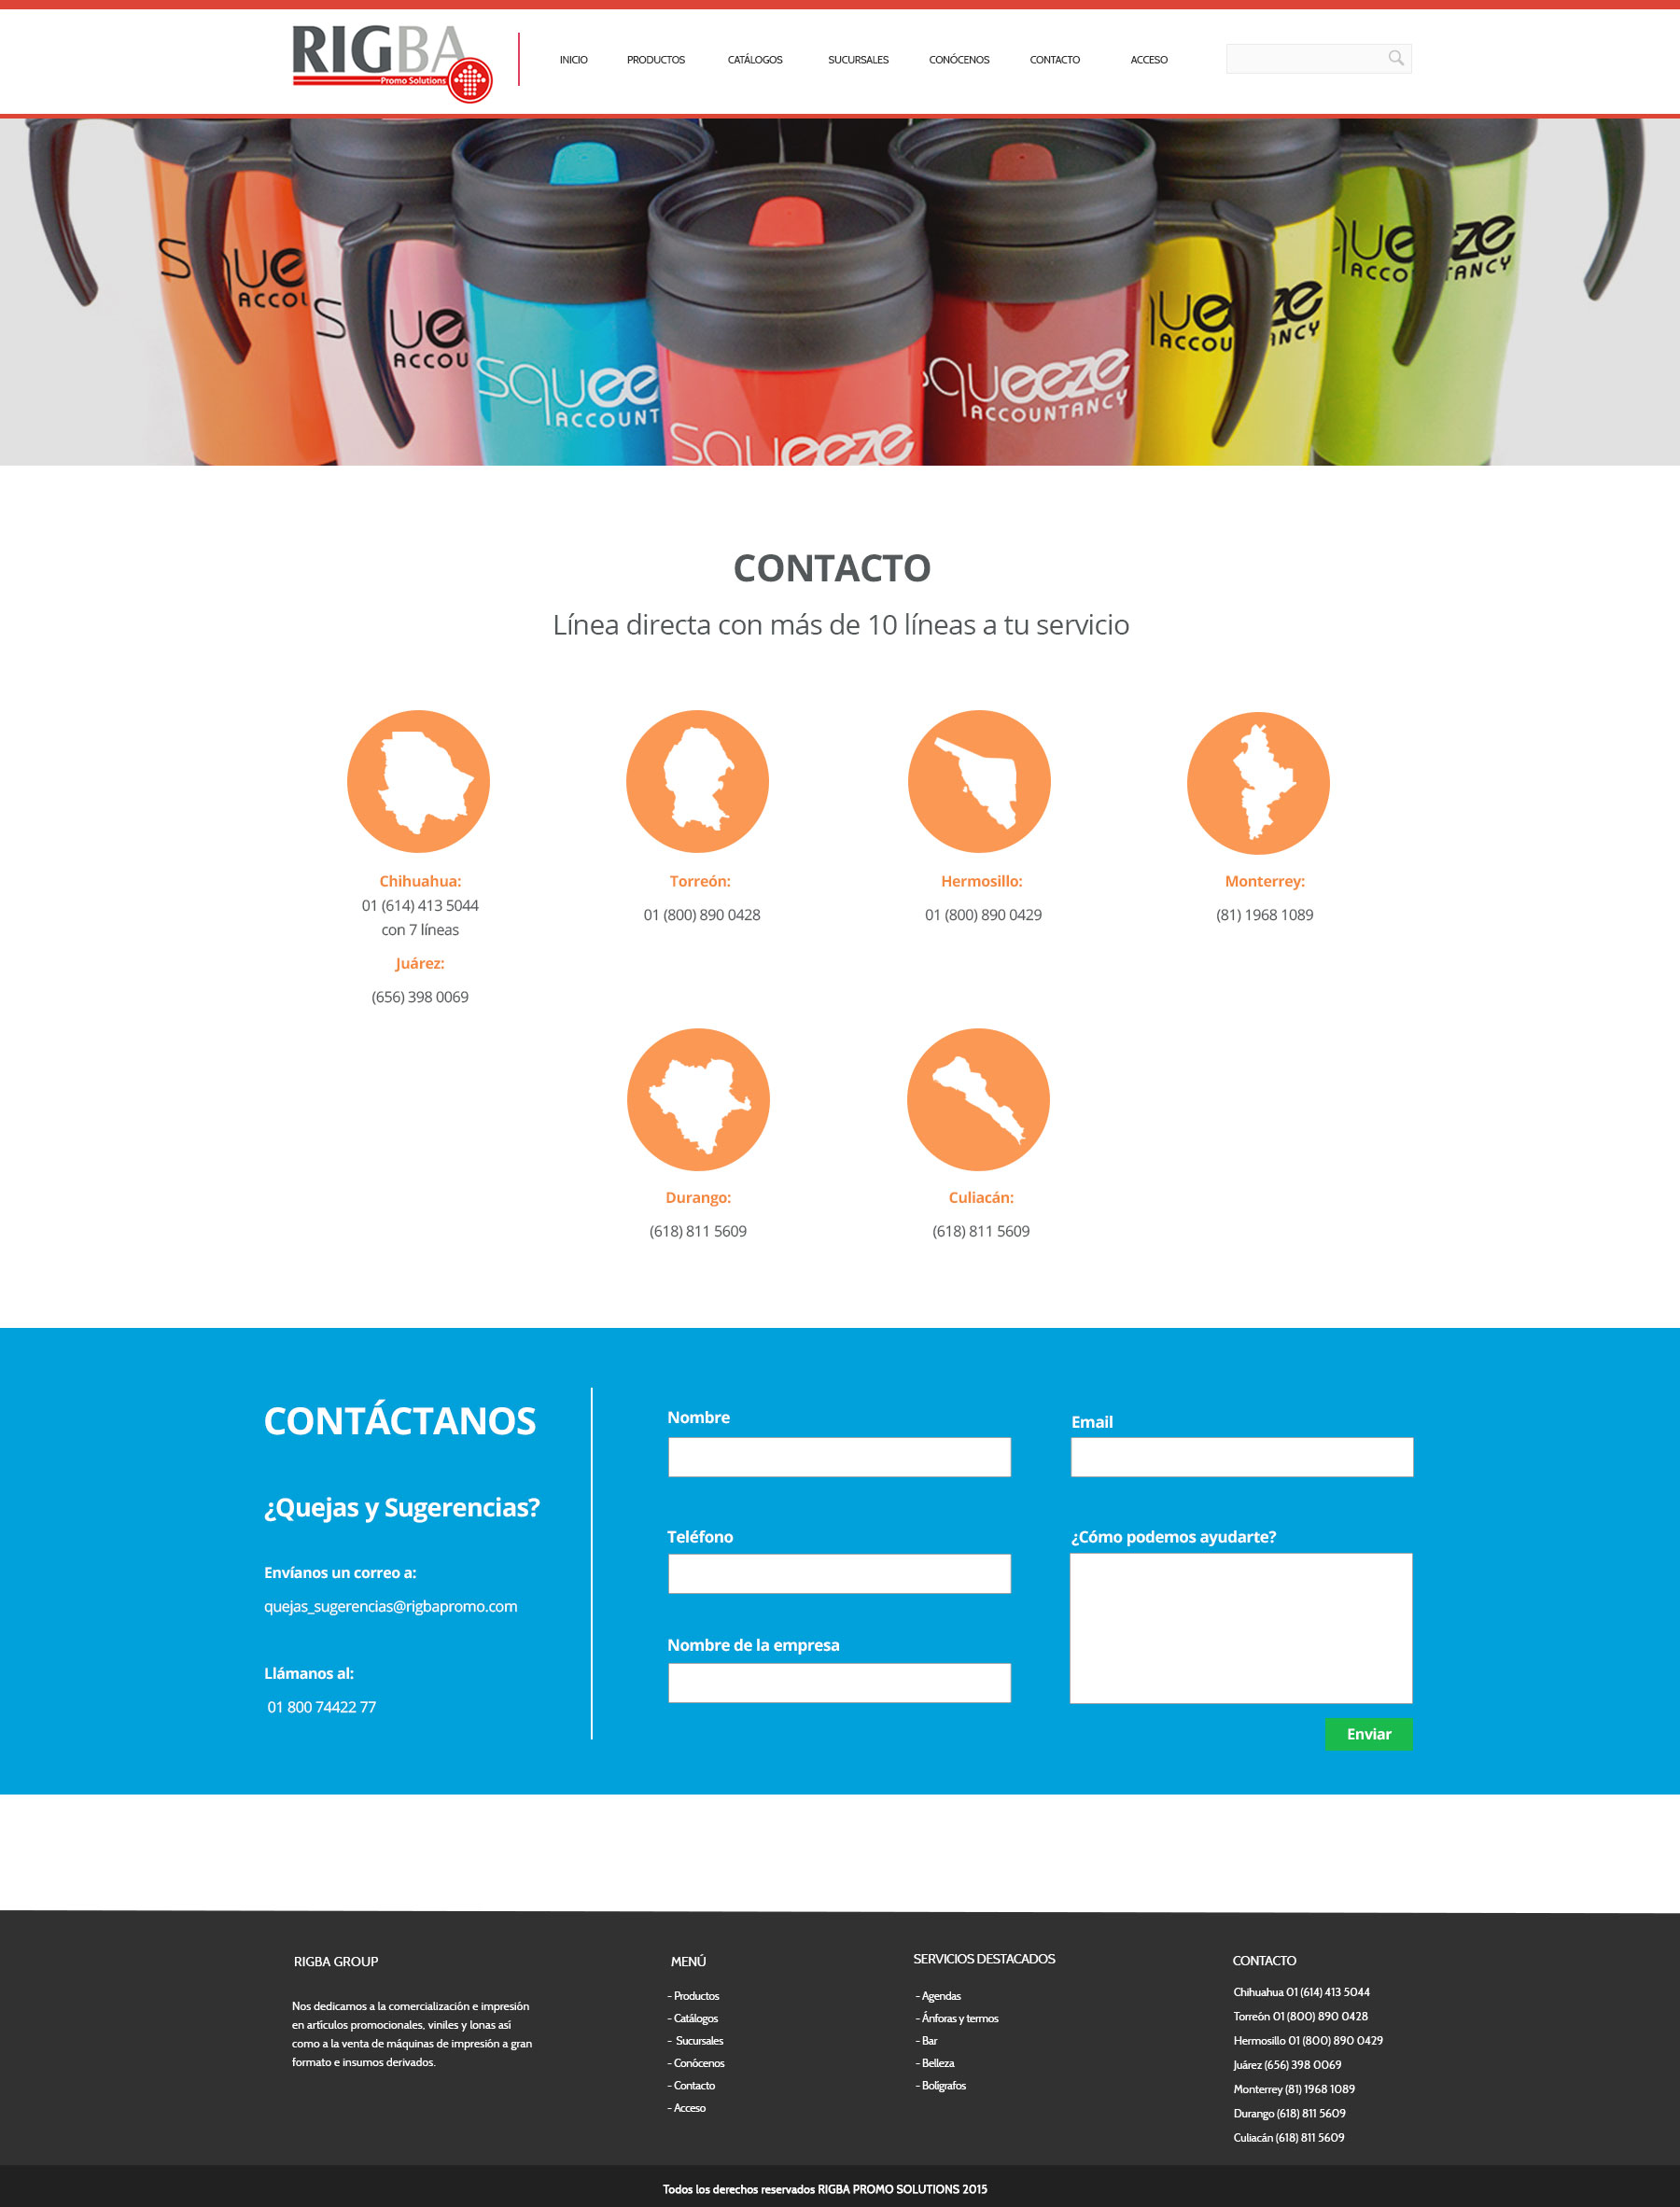 RIGBA
Promo Solutions
INICIO PRODUCTOS CATÁLOGOS SUCURSALES CONÓCENOS CONTACTO ACCESO
Squee
ACCOU
squeeze
ACCOUNTANCY
squee
ACCOUNT
squeeze
CONTACTO
Línea directa con más de 10 líneas a tu servicio
Chihuahua:
01 (614) 413 5044
con 7 líneas
Juárez:
(656) 398 0069
Torreón:
01 (800) 890 0428
Hermosillo:
01 (800) 890 0429
Monterrey:
(81) 1968 1089
Durango:
(618) 811 5609
Culiacán:
(618) 811 5609
CONTÁCTANOS
¿Quejas y Sugerencias?
Envíanos un correo a:
quejas_sugerencias@rigbapromo.com
Llámanos al:
01 800 74422 77
Nombre
Teléfono
Nombre de la empresa
Email
¿Cómo podemos ayudarte?
Enviar
RIGBA GROUP
Nos dedicamos a la comercialización e impresión
en artículos promocionales, viniles y lonas así
como a la venta de máquinas de impresión a gran
formato e insumos derivados.
MENÚ
- Productos
- Catálogos
- Sucursales
- Conócenos
- Contacto
- Acceso
SERVICIOS DESTACADOS
- Agendas
- Ánforas y termos
- Bar
- Belleza
- Bolígrafos
CONTACTO
Chihuahua 01 (614) 413 5044
Torreón 01 (800) 890 0428
Hermosillo 01 (800) 890 0429
Juárez (656) 398 0069
Monterrey (81) 1968 1089
Durango (618) 811 5609
Culiacán (618) 811 5609
Todos los derechos reservados RIGBA PROMO SOLUTIONS 2015